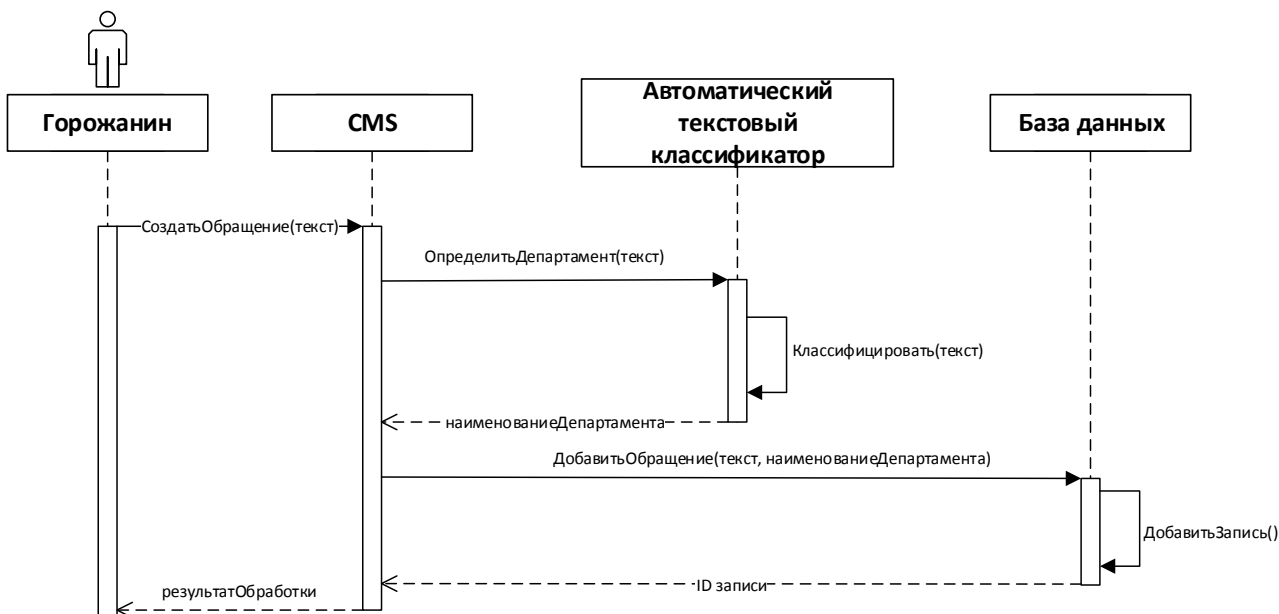 Горожанин
CMS
Автоматический
текстовый
классификатор
База данных
СоздатьОбращение(текст)
ОпределитьДепартамент(текст)
Классифицировать(текст)
наименованиеДепартамента
ДобавитьОбращение(текст, наименованиеДепартамента)
ДобавитьЗапись()
ID записи
результатОбработки